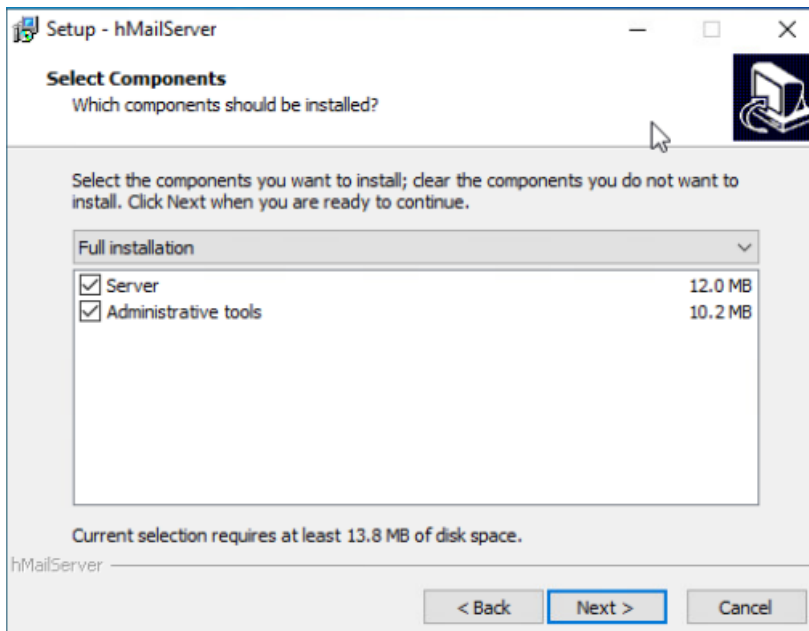 Setup - hMailServer
Select Components
Which components should be installed?
Select the components you want to install; clear the components you do not want to
install. Click Next when you are ready to continue.
Full installation
Server 12.0 MB
Administrative tools 10.2 MB
Current selection requires at least 13.8 MB of disk space.
hMailServer
< Back Next > Cancel